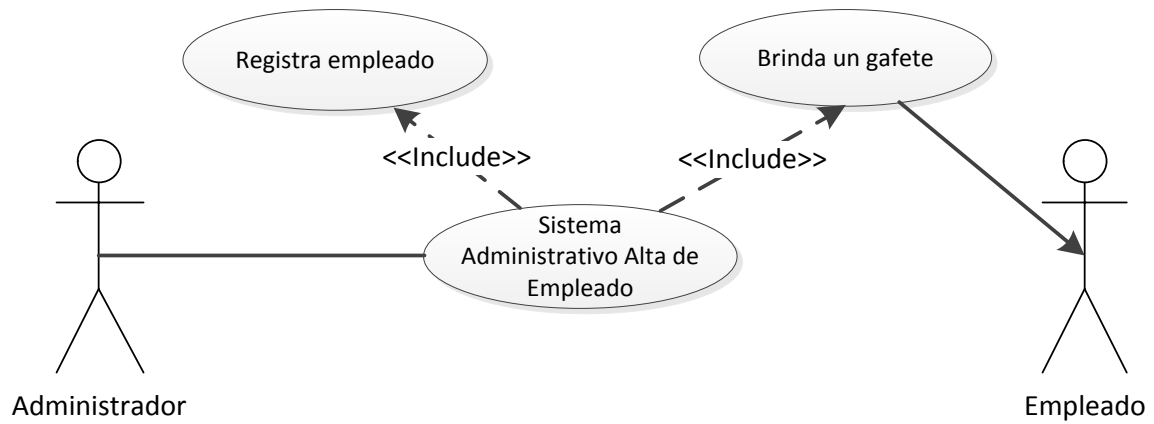 Registra empleado
Brinda un gafete
<<Include>>
<<Include>>
Sistema
Administrativo Alta de
Empleado
Administrador
Empleado